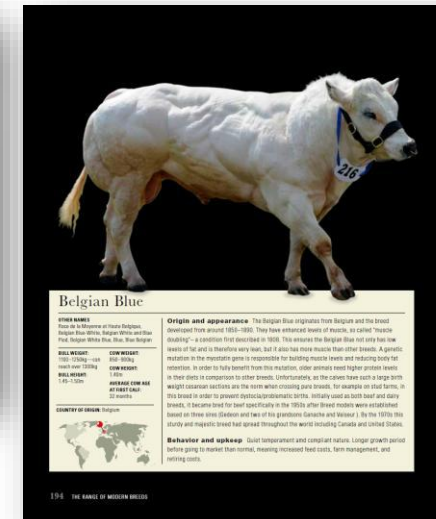 216
Belgian Blue
OTHER NAMES
Race de la Moyenne et Haute Belgique,
Belgian Blue-White, Belgian White and Blue
Pied, Belgian White Blue, Blue, Blue Belgian
BULL WEIGHT:
1100–1250kg—can
reach over 1300kg
BULL HEIGHT:
1.45–1.50m
COW WEIGHT:
850–900kg
COW HEIGHT:
1.40m
AVERAGE COW AGE
AT FIRST CALF:
32 months
COUNTRY OF ORIGIN: Belgium
Origin and appearance The Belgian Blue originates from Belgium and the breed
developed from around 1850–1890. They have enhanced levels of muscle, so called "muscle
doubling"– a condition first described in 1808. This ensures the Belgian Blue not only has low
levels of fat and is therefore very lean, but it also has more muscle than other breeds. A genetic
mutation in the myostatin gene is responsible for building muscle levels and reducing body fat
retention. In order to fully benefit from this mutation, older animals need higher protein levels
in their diets in comparison to other breeds. Unfortunately, as the calves have such a large birth
weight cesarean sections are the norm when crossing pure breeds, for example on stud farms, in
this breed in order to prevent dystocia/problematic births. Initially used as both beef and dairy
breeds, it became bred for beef specifically in the 1950s after Breed models were established
based on three sires (Gedeon and two of his grandsons Ganache and Vaiseur ). By the 1970s this
sturdy and majestic breed had spread throughout the world including Canada and United States.
Behavior and upkeep Quiet temperament and compliant nature. Longer growth period
before going to market than normal, meaning increased feed costs, farm management, and
retiring costs.
194 THE RANGE OF MODERN BREEDS